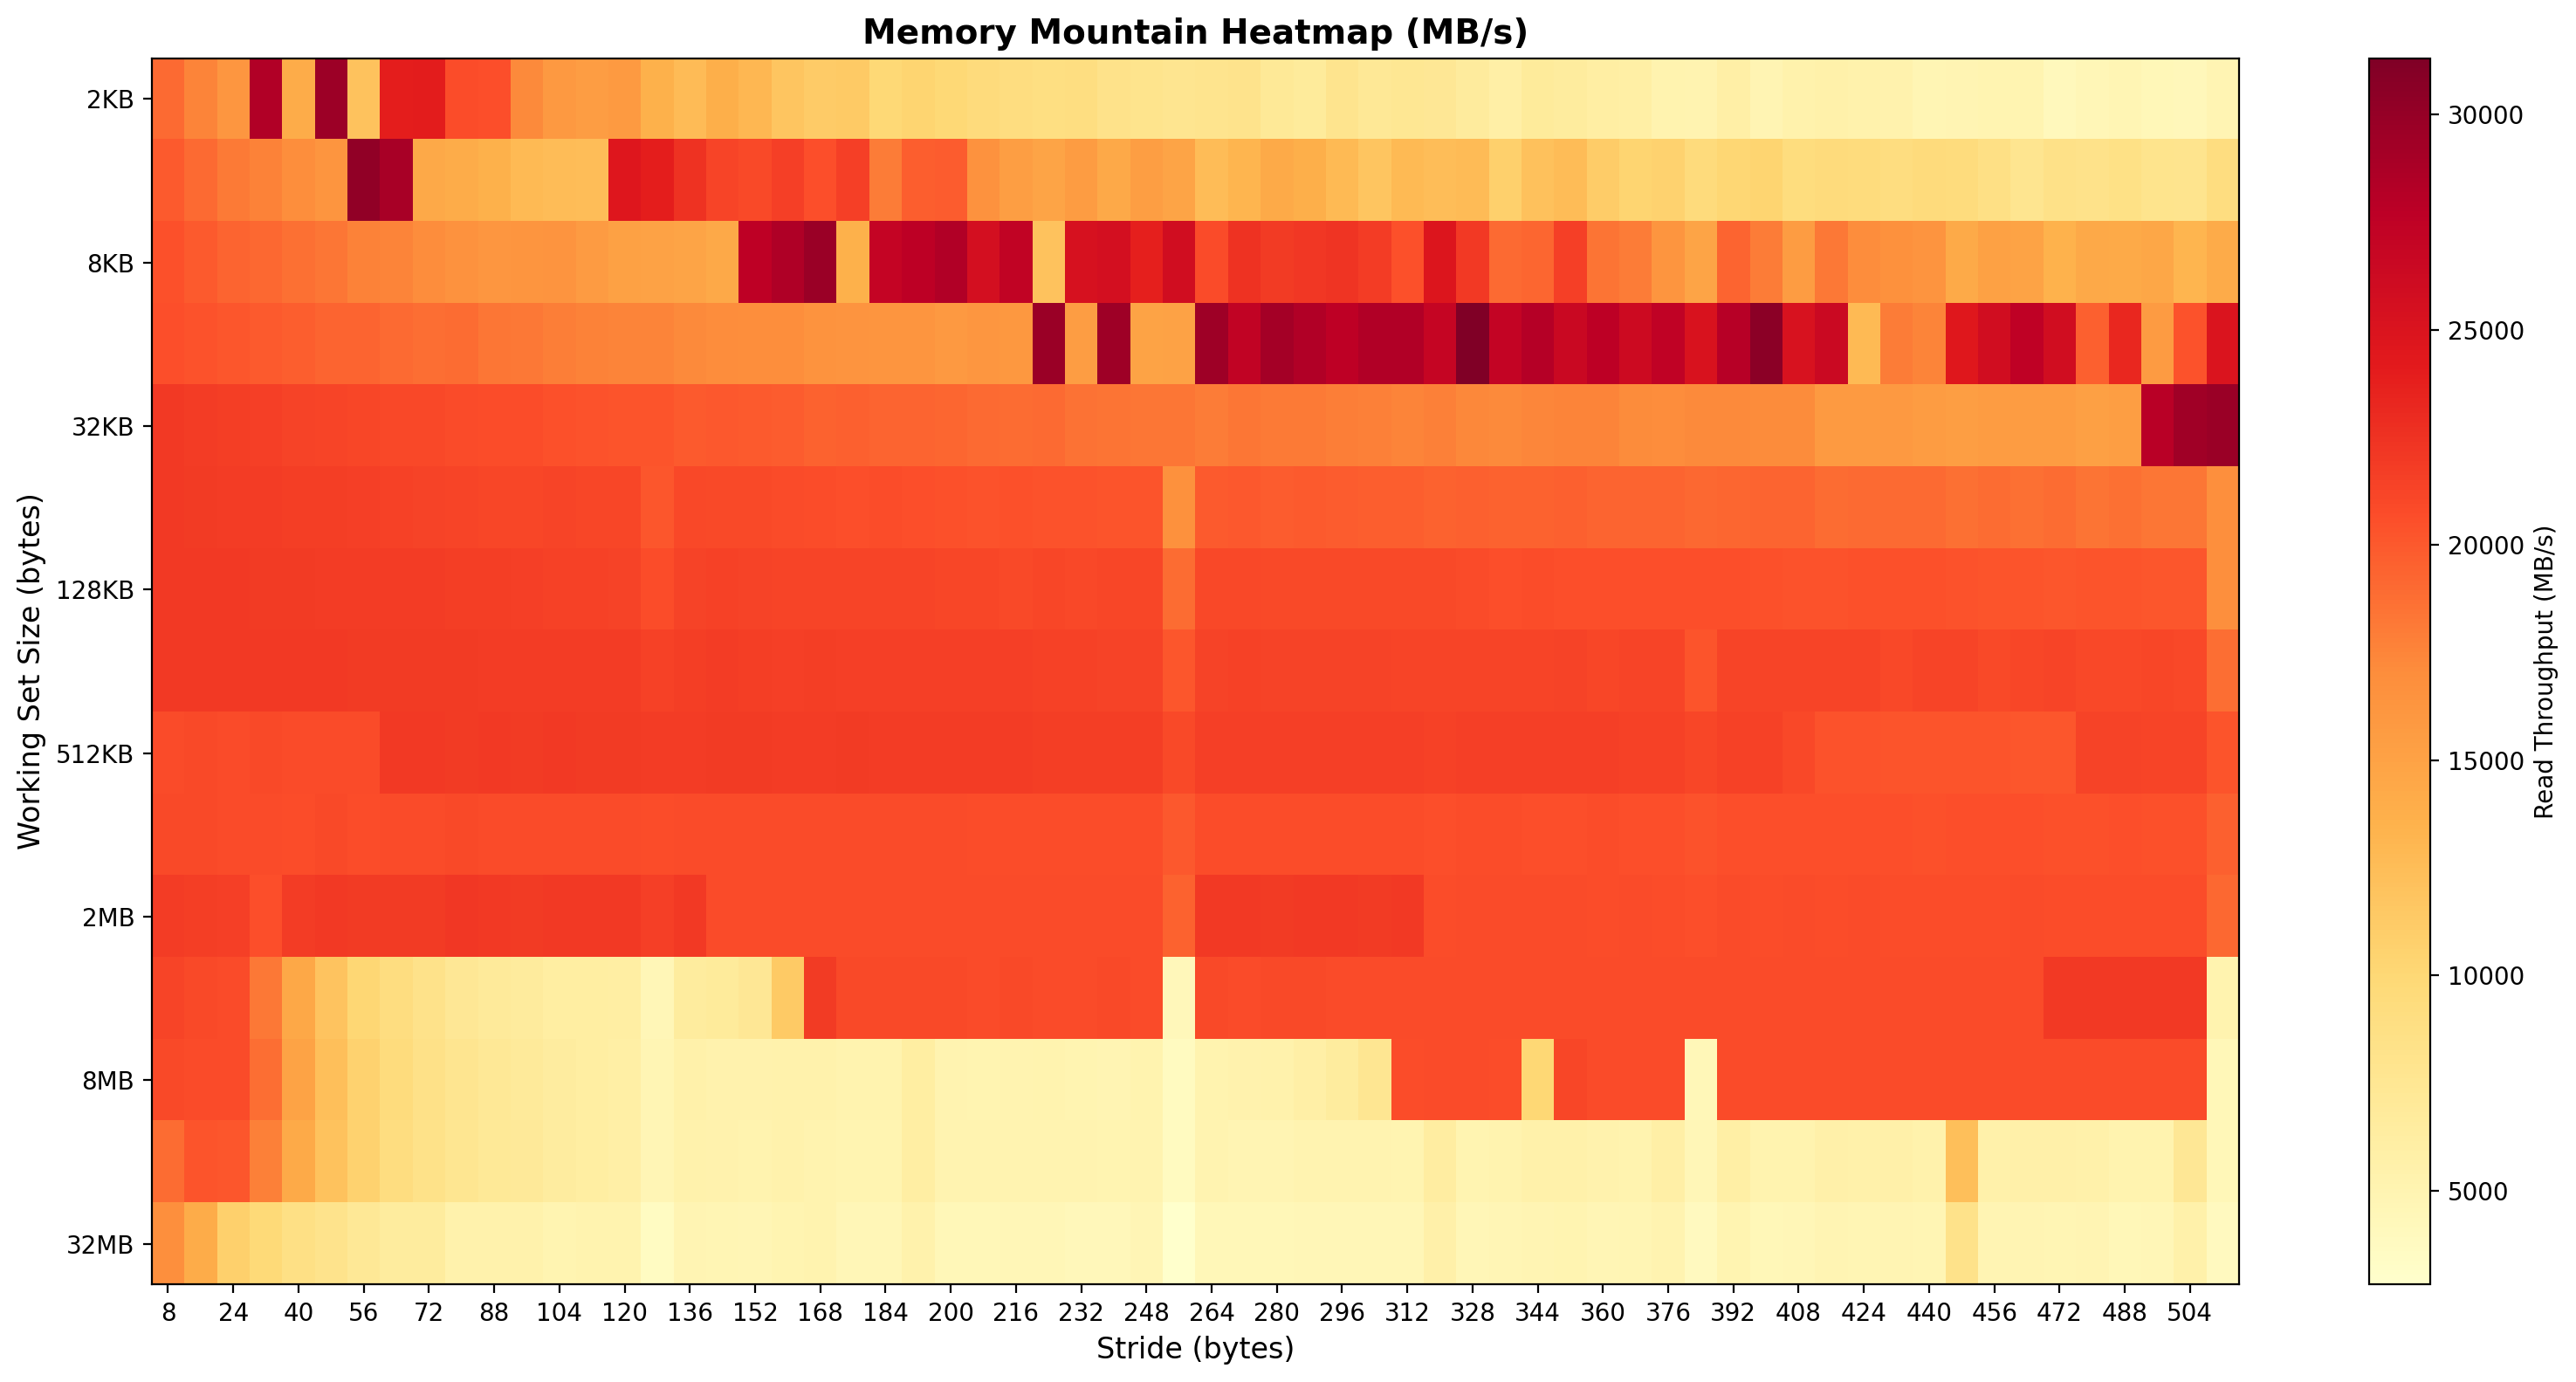 Memory Mountain Heatmap (MB/s)
Working Set Size (bytes)
2KB
8KB
32KB
128KB
512KB
2MB
8MB
32MB
8 24 40 56 72 88 104 120 136 152 168 184 200 216 232 248 264 280 296 312 328 344 360 376 392 408 424 440 456 472 488 504
Stride (bytes)
30000
25000
20000
15000
10000
5000
Read Throughput (MB/s)